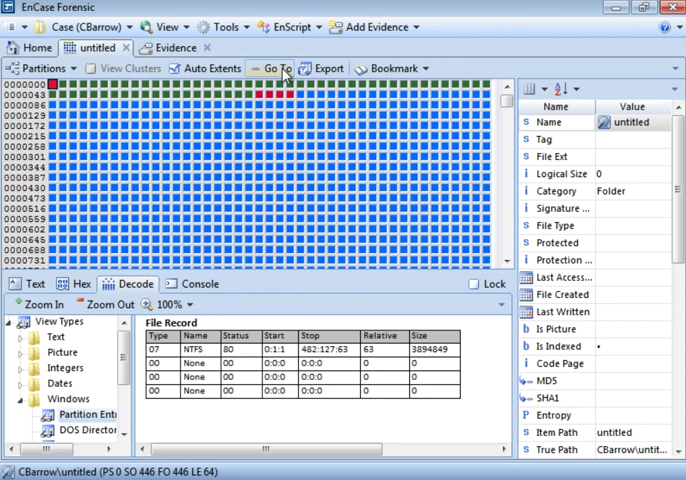 EnCase Forensic
Case (CBarrow) View Tools EnScript Add Evidence
Home untitled Evidence
Partitions View Clusters Auto Extents Go To Export Bookmark
0000000
0000043
0000086
0000129
0000172
0000215
0000258
0000301
0000344
0000387
0000430
0000473
0000516
0000559
0000602
0000645
0000688
0000731
Name Value
Name untitled
Tag
File Ext
Logical Size 0
Category Folder
Signature ...
File Type
Protected
Protection ...
Last Access...
File Created
Last Written
Is Picture
Is Indexed •
Code Page
MD5
SHA1
Entropy
Item Path untitled
True Path CBarrow\untit...
Text Hex Decode Console Lock
Zoom In Zoom Out 100%
View Types
Text
Picture
Integers
Dates
Windows
Partition Entr
DOS Director
File Record
Type Name Status Start Stop Relative Size
07 NTFS 80 0:1:1 482:127:63 63 3894849
00 None 00 0:0:0 0:0:0 0 0
00 None 00 0:0:0 0:0:0 0 0
00 None 00 0:0:0 0:0:0 0 0
CBarrow\untitled (PS 0 SO 446 FO 446 LE 64)